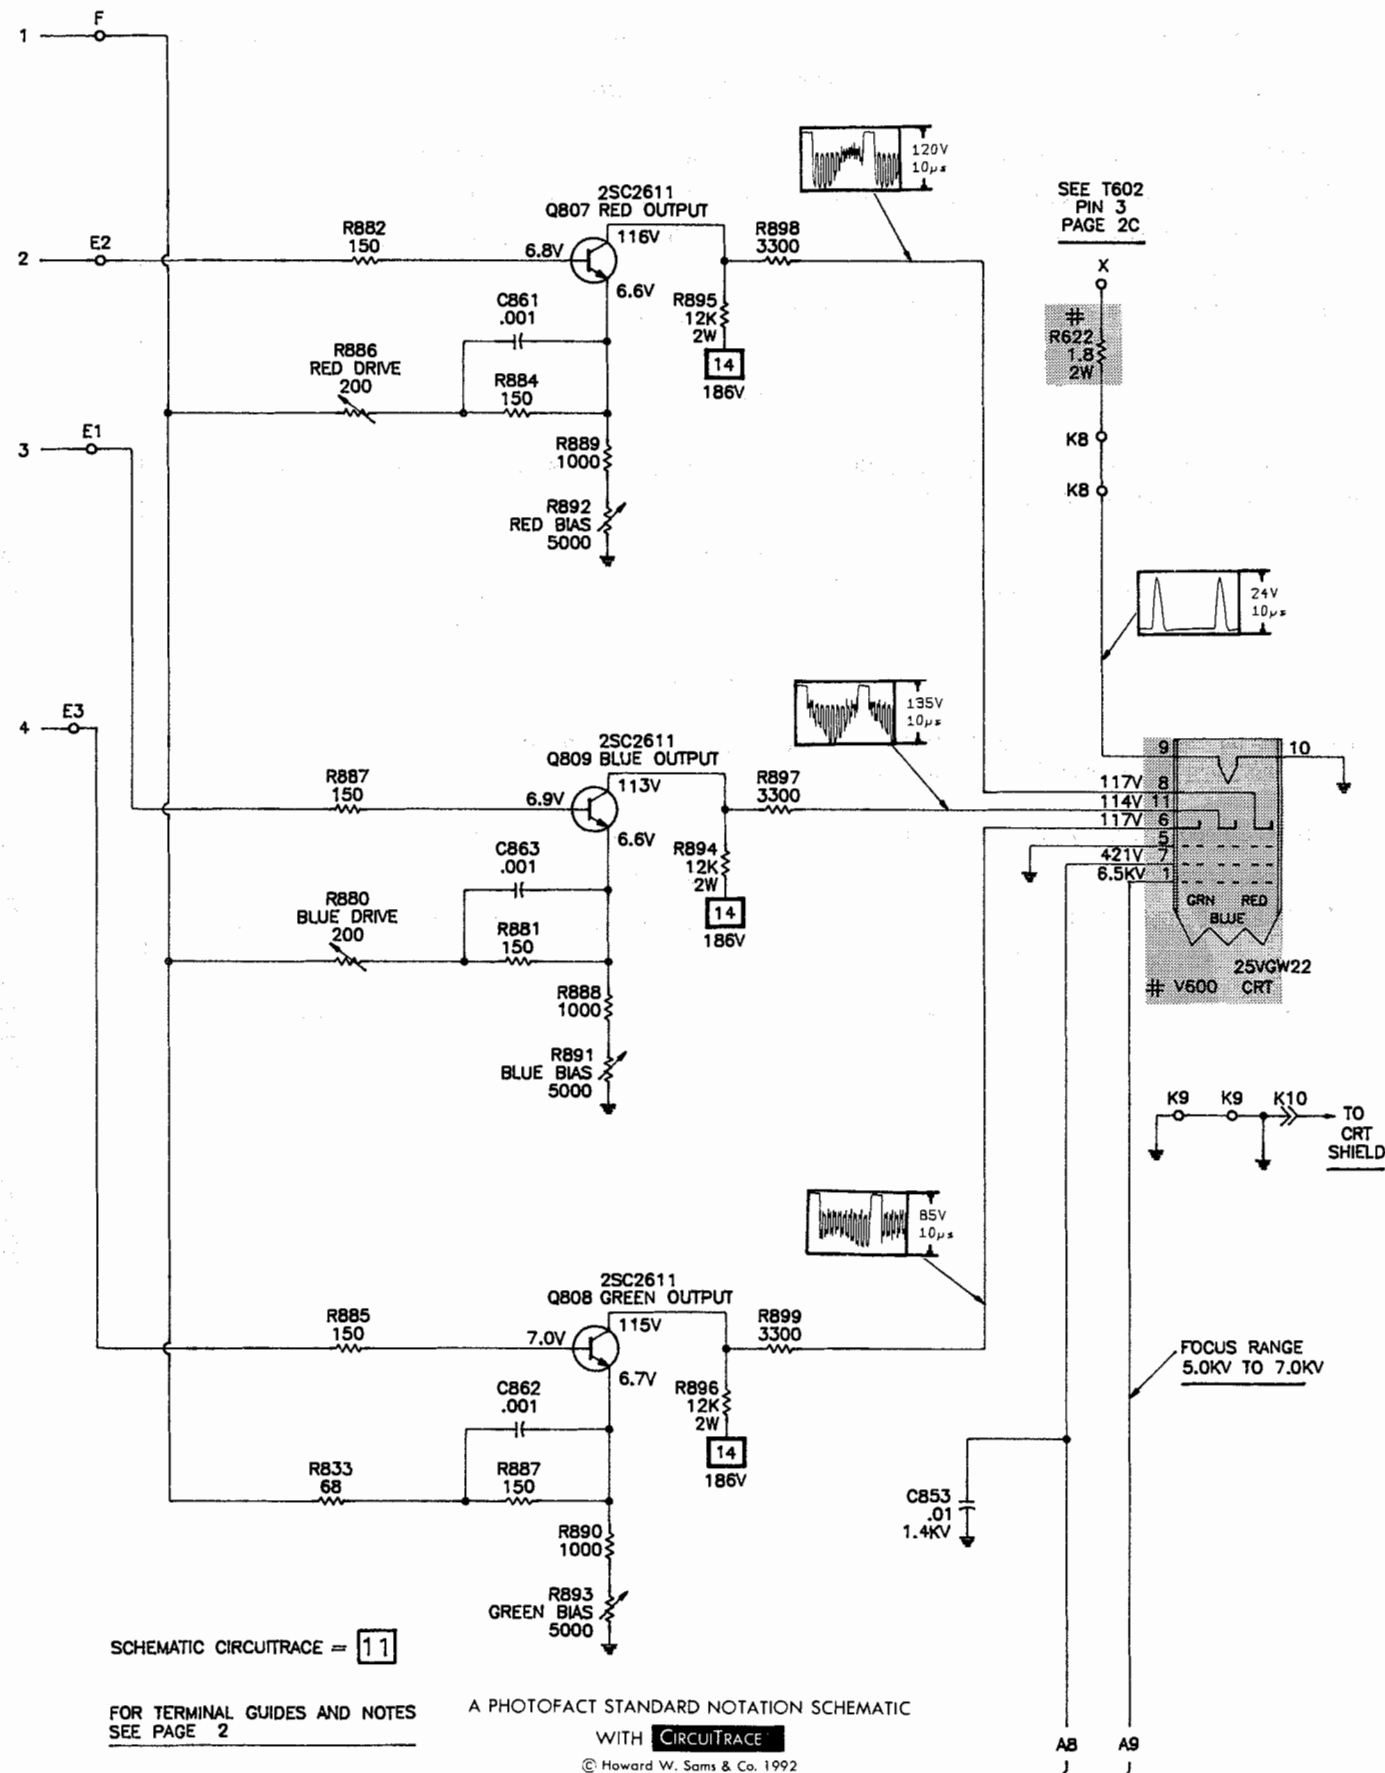 F
1
120V
10µs
SEE T602
PIN 3
PAGE 2C
2SC2611
Q807 RED OUTPUT
116V
R882
150
R898
3300
E2
2
6.8V
6.6V
X
C861
.001
R895
12K
2W
14
186V
#
R622
1.8
2W
R886
RED DRIVE
200
R884
150
E1
3
R889
1000
K8
K8
R892
RED BIAS
5000
24V
10µs
135V
10µs
E3
4
2SC2611
Q809 BLUE OUTPUT
113V
R887
150
R897
3300
6.9V
6.6V
9
10
117V 8
114V 11
117V 6
5
421V 7
6.5KV 1
GRN RED
BLUE
25VGW22
# V600 CRT
C863
.001
R894
12K
2W
14
186V
R880
BLUE DRIVE
200
R881
150
R888
1000
R891
BLUE BIAS
5000
K9 K9 K10
TO
CRT
SHIELD
85V
10µs
2SC2611
Q808 GREEN OUTPUT
115V
R885
150
R899
3300
7.0V
6.7V
FOCUS RANGE
5.0KV TO 7.0KV
C862
.001
R896
12K
2W
14
186V
R833
68
R887
150
C853
.01
1.4KV
R890
1000
R893
GREEN BIAS
5000
SCHEMATIC CIRCUITRACE = 11
FOR TERMINAL GUIDES AND NOTES
SEE PAGE 2
A PHOTOFACT STANDARD NOTATION SCHEMATIC
WITH CIRCUITRACE
© Howard W. Sams & Co. 1992
A8 A9